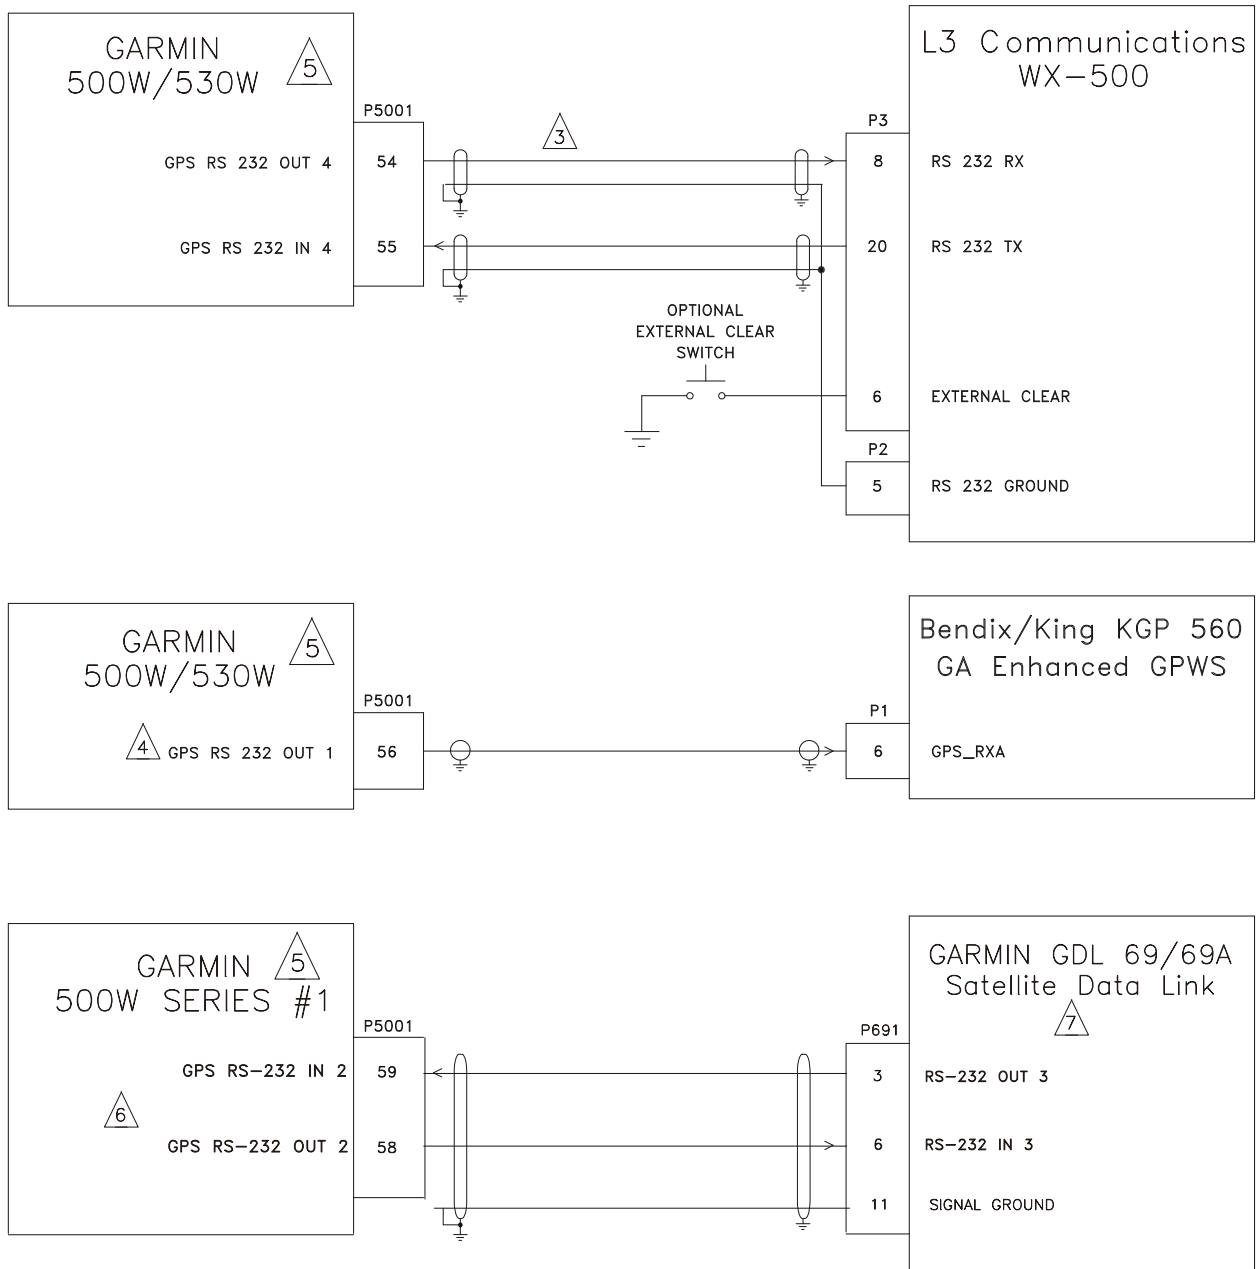 GARMIN
500W/530W
5
P5001
GPS RS 232 OUT 4
54
GPS RS 232 IN 4
55
3
L3 Communications
WX-500
P3
8
RS 232 RX
20
RS 232 TX
OPTIONAL
EXTERNAL CLEAR
SWITCH
6
EXTERNAL CLEAR
P2
5
RS 232 GROUND
GARMIN
500W/530W
5
P5001
4
GPS RS 232 OUT 1
56
Bendix/King KGP 560
GA Enhanced GPWS
P1
6
GPS_RXA
GARMIN
500W SERIES #1
5
P5001
GPS RS-232 IN 2
59
6
GPS RS-232 OUT 2
58
GARMIN GDL 69/69A
Satellite Data Link
7
P691
3
RS-232 OUT 3
6
RS-232 IN 3
11
SIGNAL GROUND